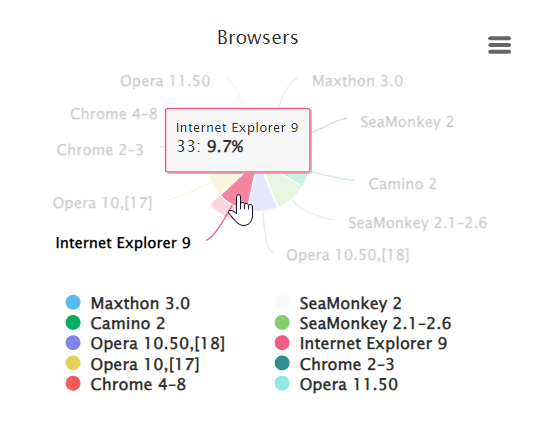 Browsers
Opera 11.50
Maxthon 3.0
Chrome 4-8
SeaMonkey 2
Internet Explorer 9
33: 9.7%
Chrome 2-3
Camino 2
Opera 10,[17]
SeaMonkey 2.1-2.6
Internet Explorer 9
Opera 10.50,[18]
Maxthon 3.0
SeaMonkey 2
Camino 2
SeaMonkey 2.1-2.6
Opera 10.50,[18]
Internet Explorer 9
Opera 10,[17]
Chrome 2-3
Chrome 4-8
Opera 11.50